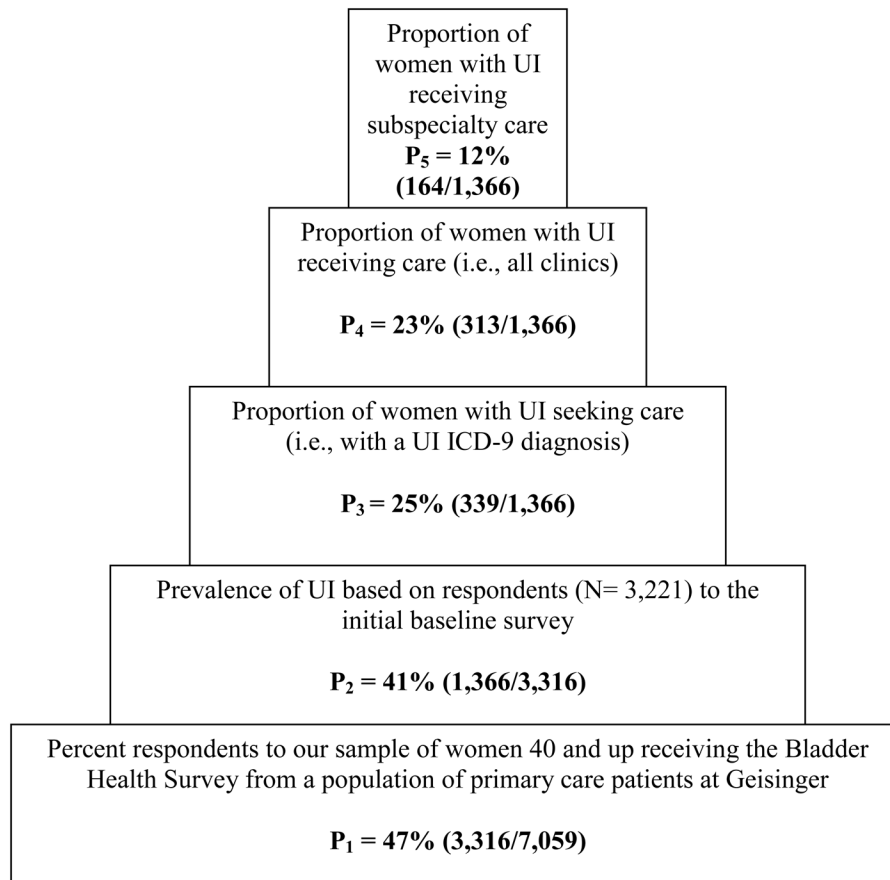 Proportion of
women with UI
receiving
subspecialty care
P₅ = 12%
(164/1,366)
Proportion of women with UI
receiving care (i.e., all clinics)
P₄ = 23% (313/1,366)
Proportion of women with UI seeking care
(i.e., with a UI ICD-9 diagnosis)
P₃ = 25% (339/1,366)
Prevalence of UI based on respondents (N= 3,221) to the
initial baseline survey
P₂ = 41% (1,366/3,316)
Percent respondents to our sample of women 40 and up receiving the Bladder
Health Survey from a population of primary care patients at Geisinger
P₁ = 47% (3,316/7,059)